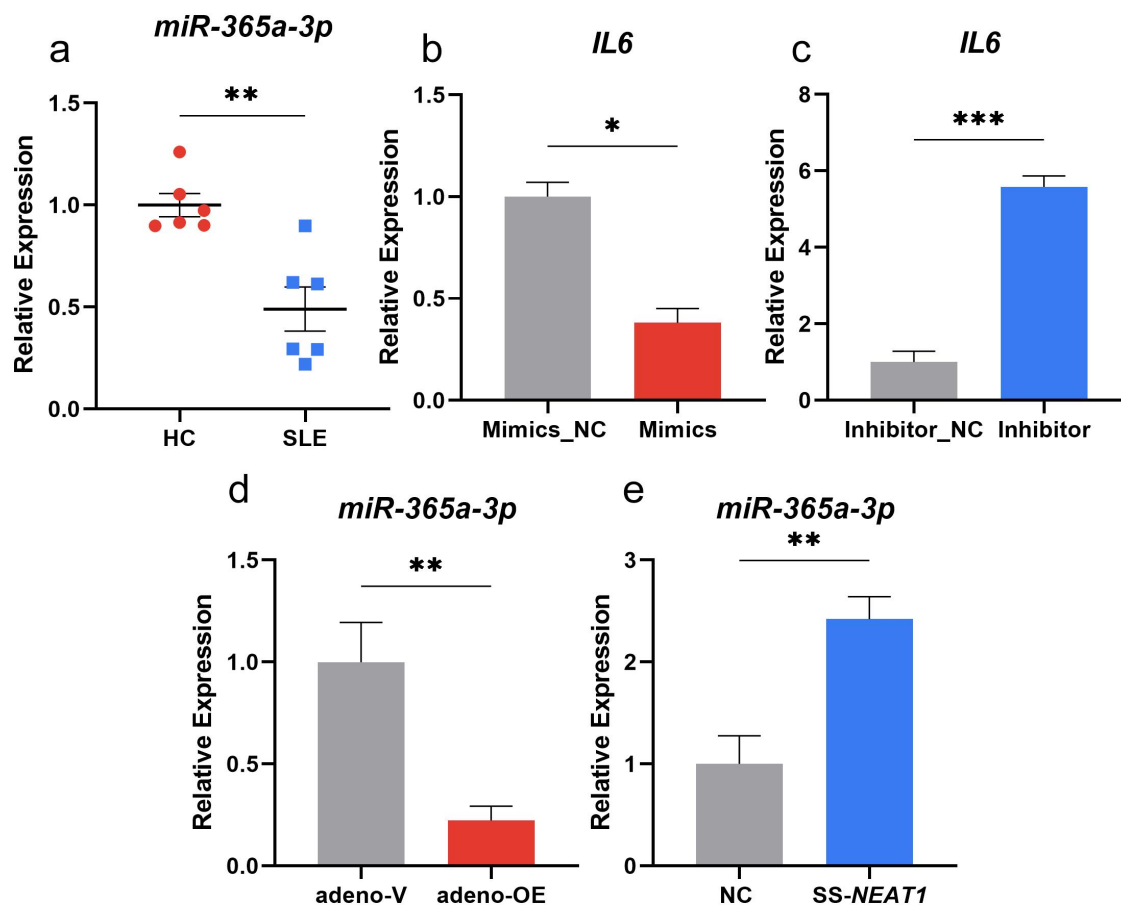 a
miR-365a-3p
**
Relative Expression
1.5
1.0
0.5
0.0
HC
SLE
b
IL6
*
Relative Expression
1.5
1.0
0.5
0.0
Mimics_NC
Mimics
c
IL6
***
Relative Expression
8
6
4
2
0
Inhibitor_NC
Inhibitor
d
miR-365a-3p
**
Relative Expression
1.5
1.0
0.5
0.0
adeno-V
adeno-OE
e
miR-365a-3p
**
Relative Expression
3
2
1
0
NC
SS-NEAT1